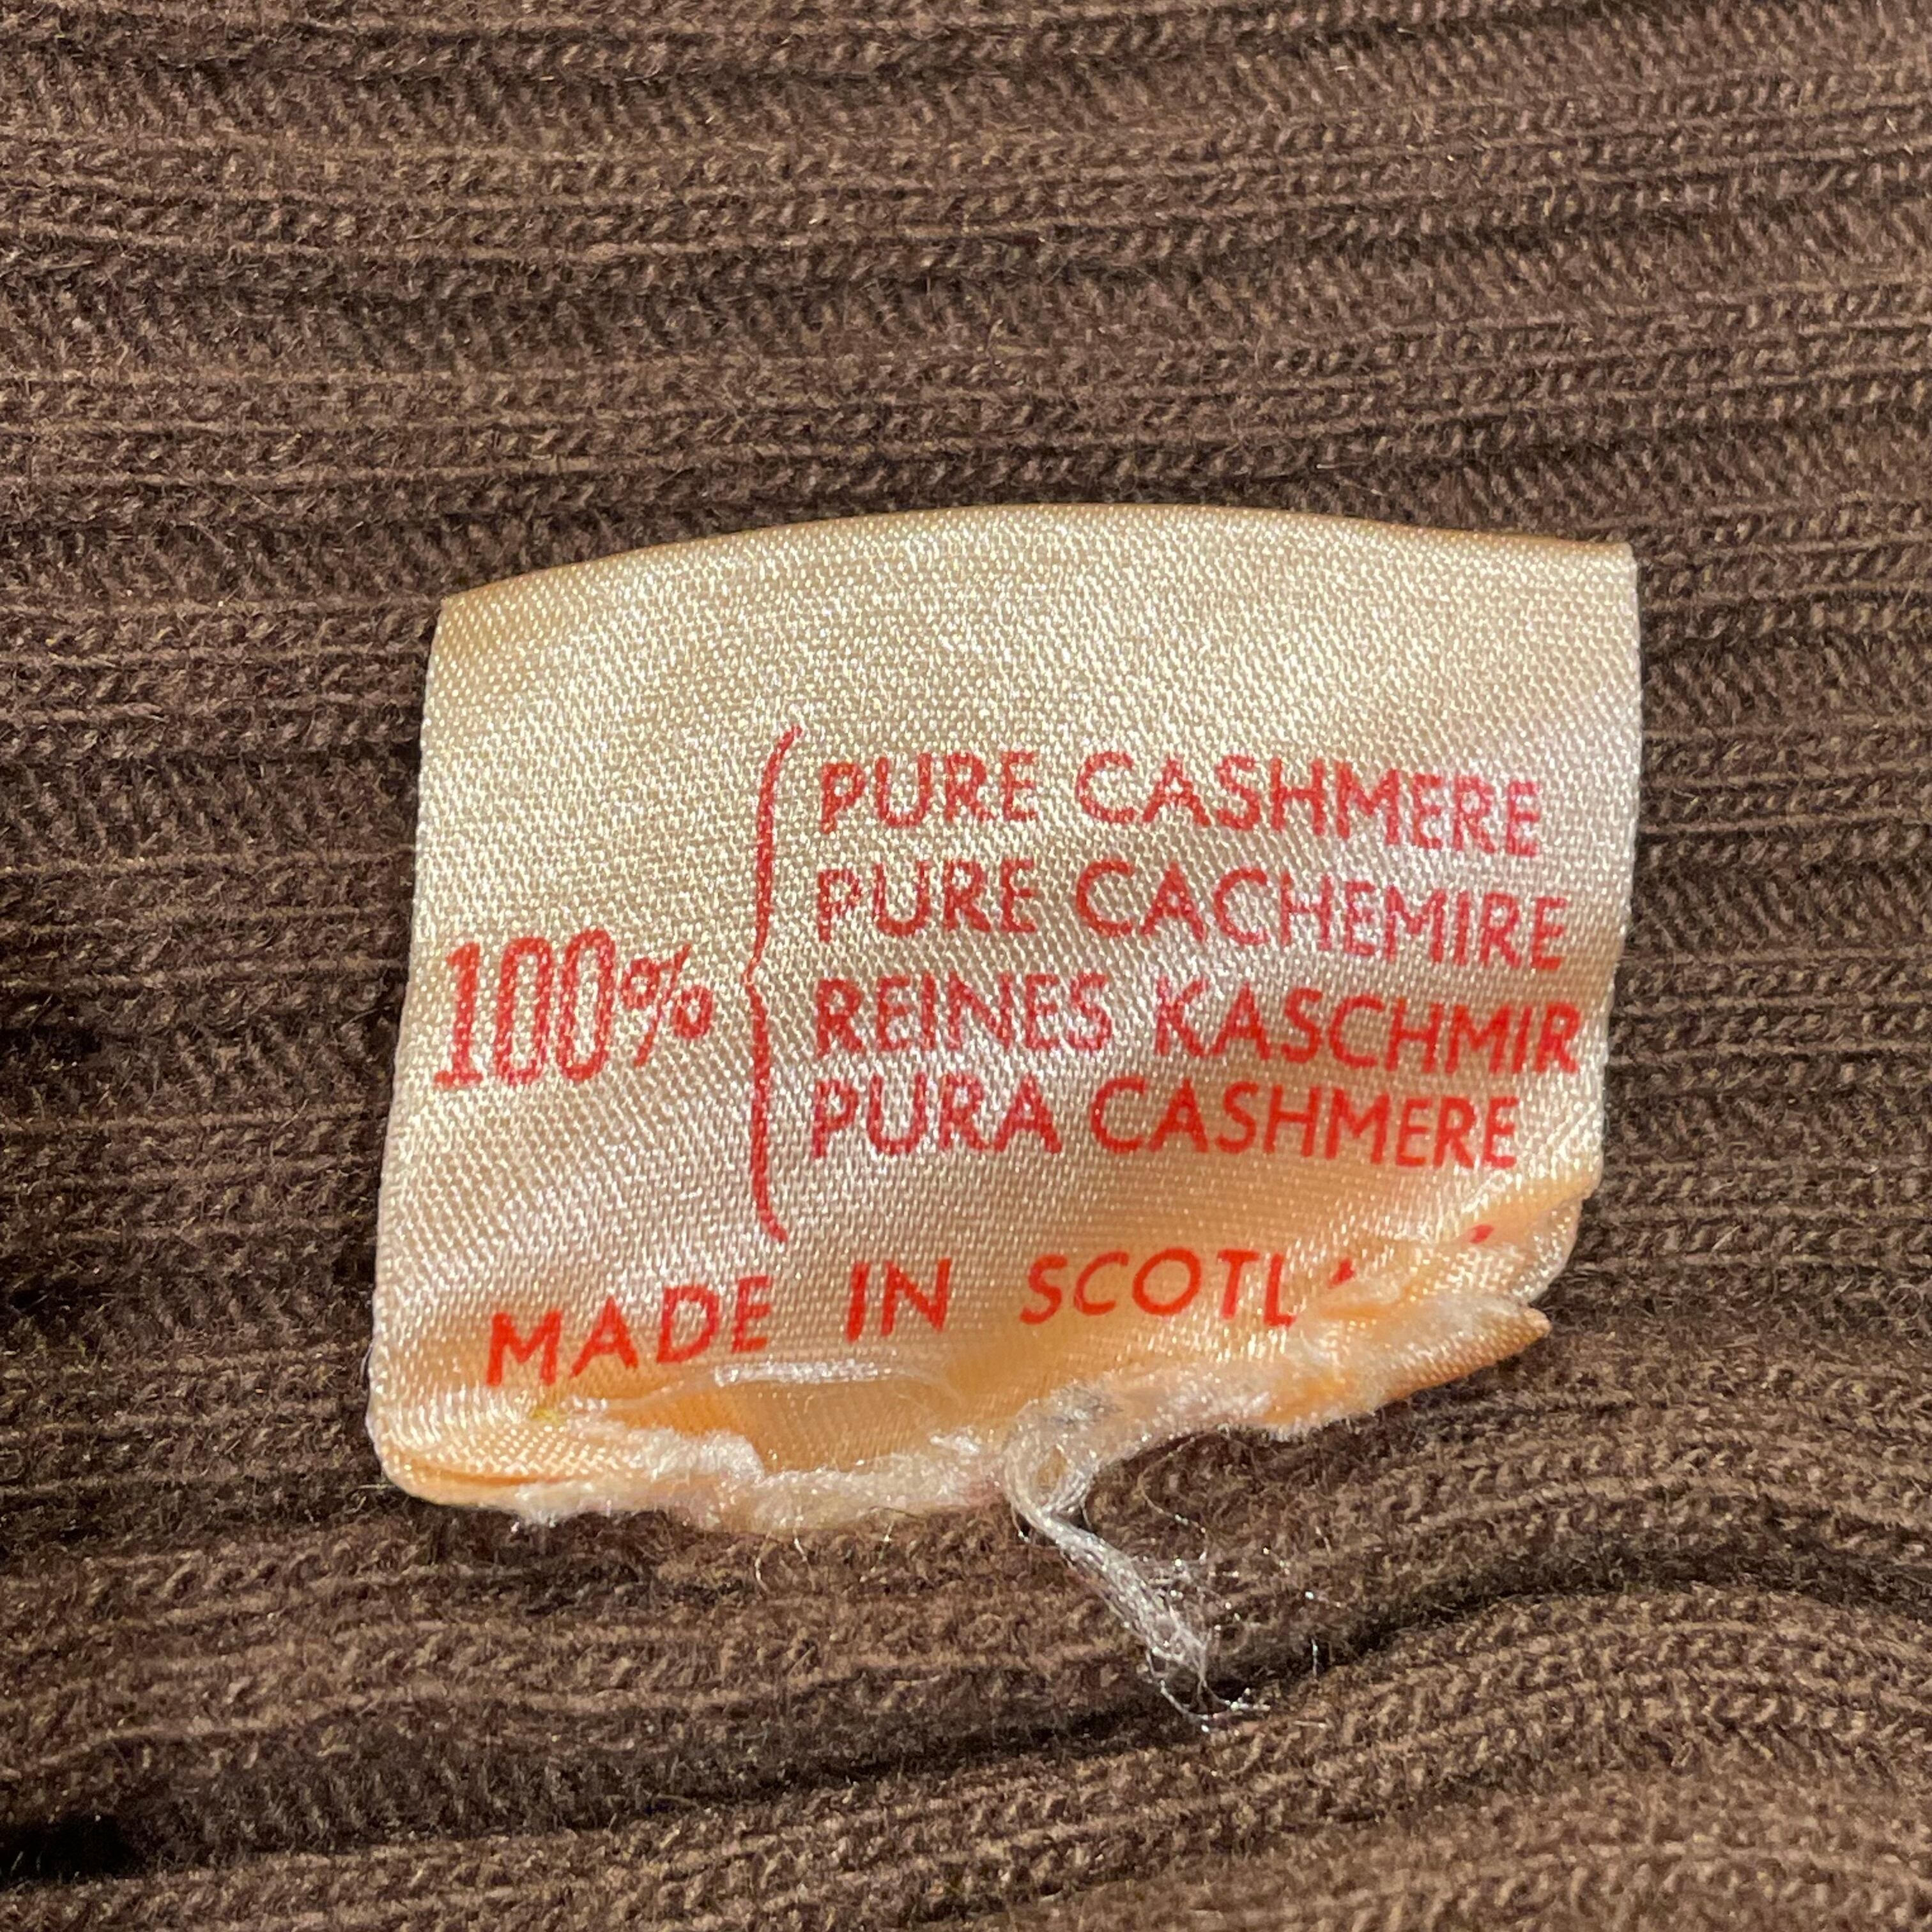 100%
PURE CASHMERE
PURE CACHEMIRE
REINES KASCHMIR
PURA CASHMERE
MADE IN